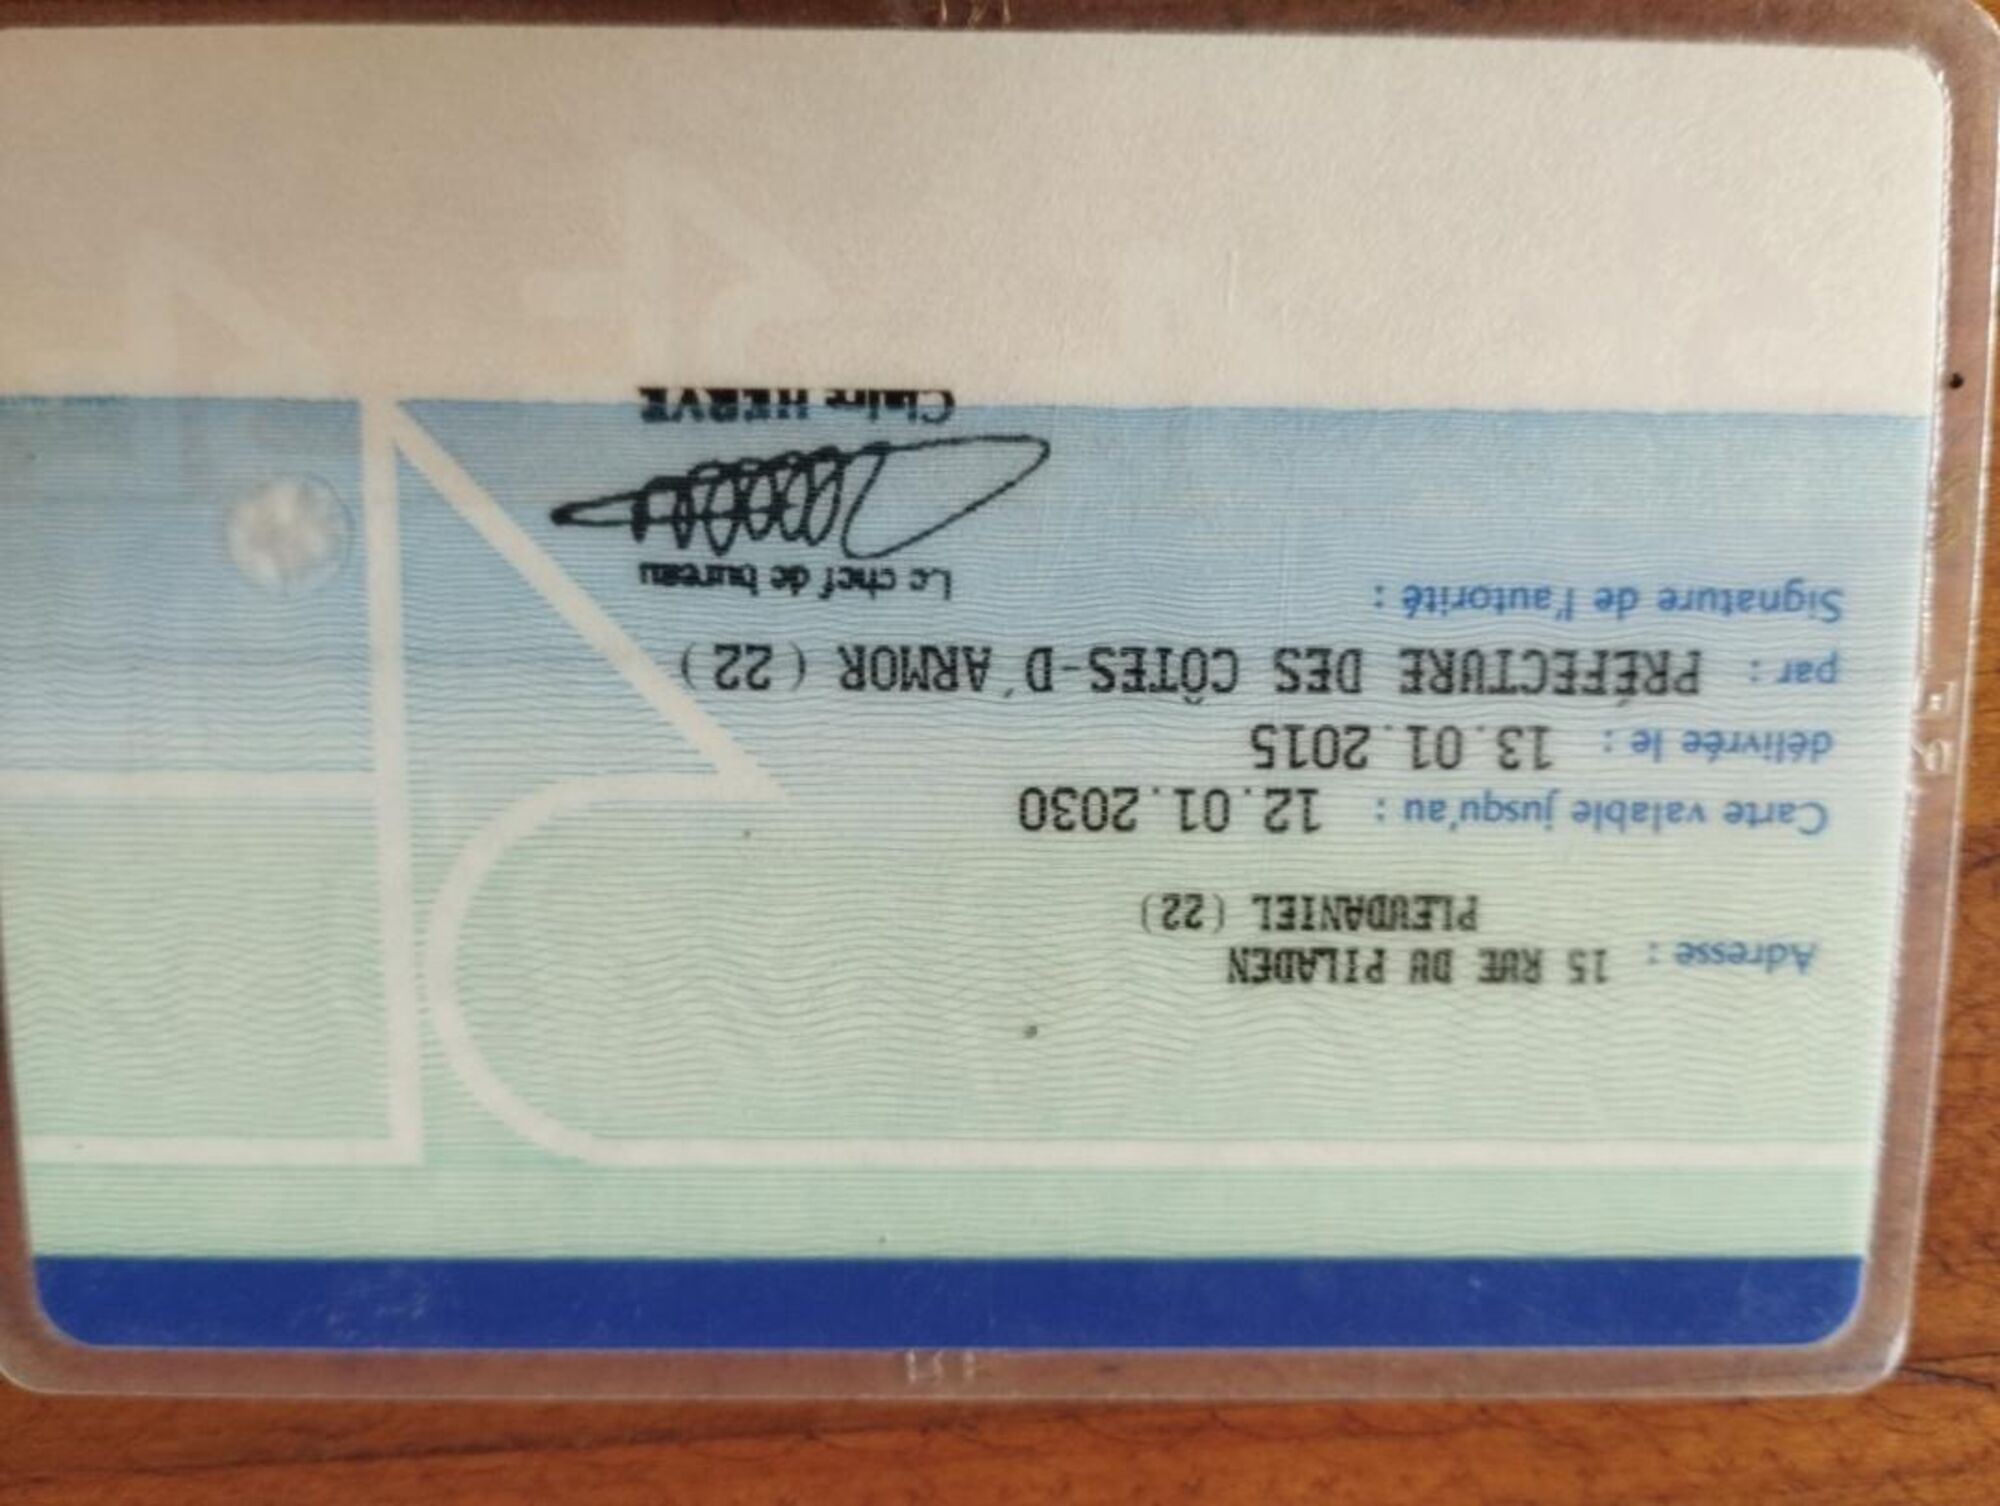 Adresse : 15 RUE DU PILADEN
PLEUDANIEL (22)
Carte valable jusqu'au : 12.01.2030
délivrée le : 13.01.2015
par : PRÉFECTURE DES CÔTES-D'ARMOR (22)
Signature de l'autorité :
Le chef de bureau
Claire HERVE